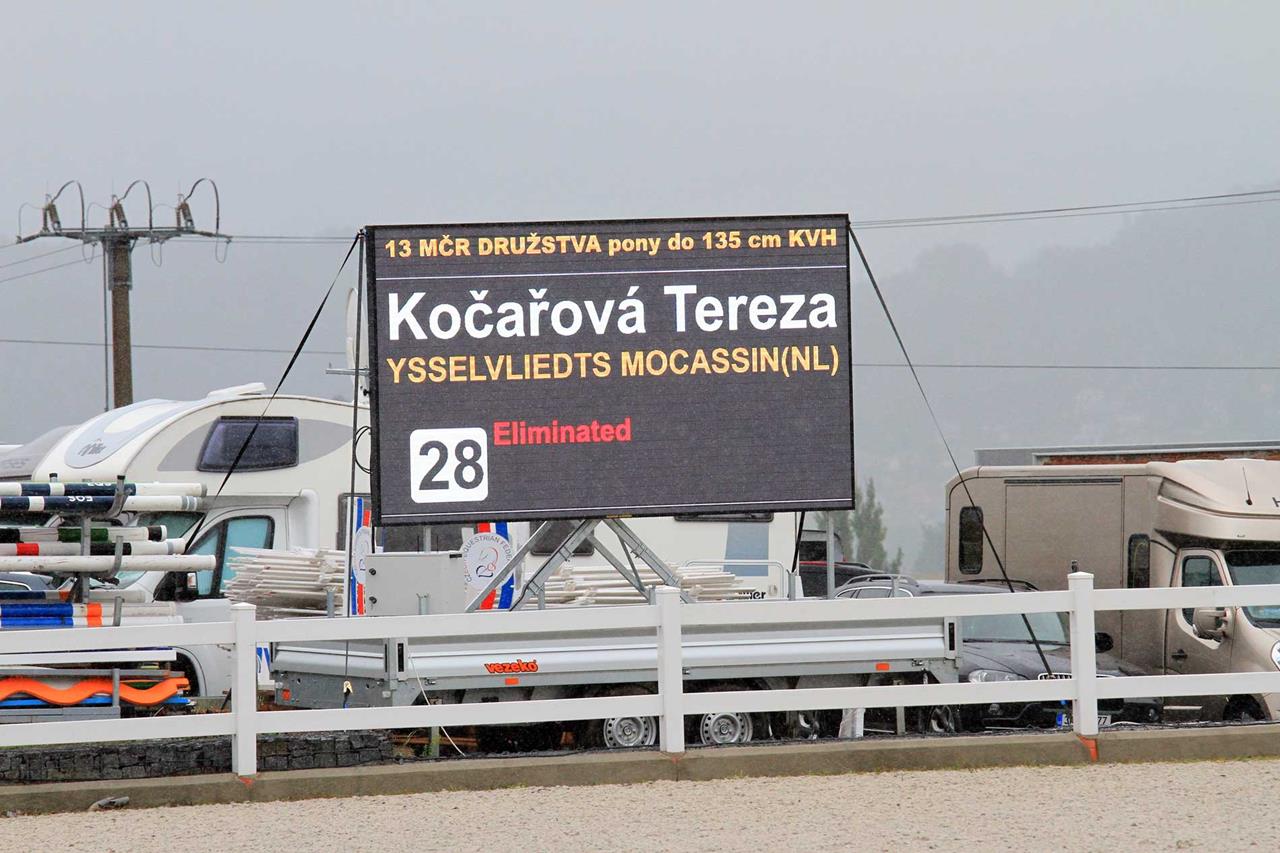 13 MČR DRUŽSTVA pony do 135 cm KVH
Kočařová Tereza
YSSELVLIEDTS MOCASSIN(NL)
Eliminated
28
vezeko